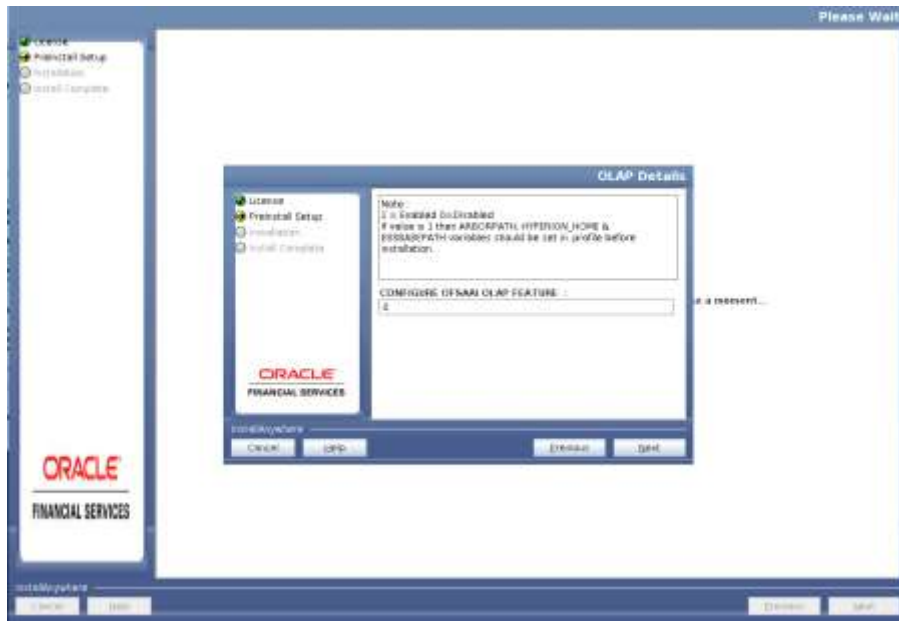 Please Wait
License
Preinstall Setup
Installation
Install Complete
OLAP Details
License
Preinstall Setup
Installation
Install Complete
Note :
1 = Enabled 0=Disabled
If value is 1 then ARBORPATH, HYPERION_HOME &
ESSBASEPATH variables should be set in .profile before
installation.
CONFIGURE OFSAAI OLAP FEATURE :
a moment...
ORACLE
FINANCIAL SERVICES
InstallAnywhere
Cancel
Help
Previous
Next
ORACLE
FINANCIAL SERVICES
InstallAnywhere
Cancel
Help
Previous
Next